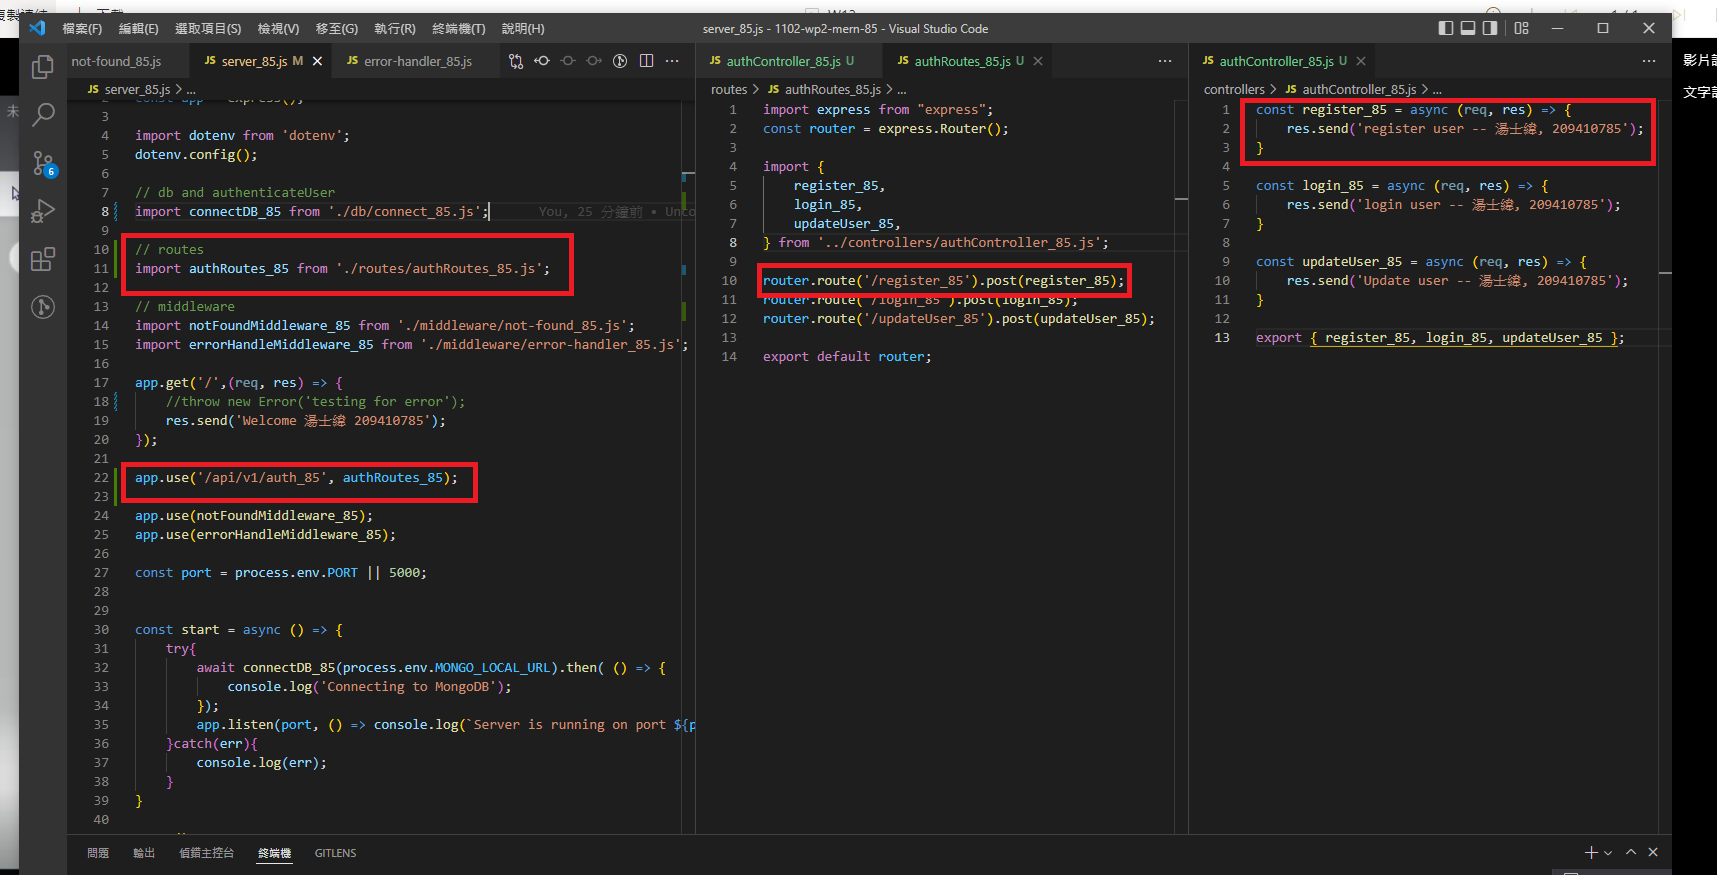 檔案(F) 編輯(E) 選取項目(S) 檢視(V) 移至(G) 執行(R) 終端機(T) 說明(H)
server_85.js - 1102-wp2-mern-85 - Visual Studio Code
not-found_85.js
JS server_85.js M
JS error-handler_85.js
JS server_85.js > ...
3
4 import dotenv from 'dotenv';
5 dotenv.config();
6
7 // db and authenticateUser
8 import connectDB_85 from './db/connect_85.js'; You, 25 分鐘前 • Unco
9
10 // routes
11 import authRoutes_85 from './routes/authRoutes_85.js';
12
13 // middleware
14 import notFoundMiddleware_85 from './middleware/not-found_85.js';
15 import errorHandleMiddleware_85 from './middleware/error-handler_85.js';
16
17 app.get('/',(req, res) => {
18 //throw new Error('testing for error');
19 res.send('Welcome 湯士緯 209410785');
20 });
21
22 app.use('/api/v1/auth_85', authRoutes_85);
23
24 app.use(notFoundMiddleware_85);
25 app.use(errorHandleMiddleware_85);
26
27 const port = process.env.PORT || 5000;
28
29
30 const start = async () => {
31 try{
32 await connectDB_85(process.env.MONGO_LOCAL_URL).then( () => {
33 console.log('Connecting to MongoDB');
34 });
35 app.listen(port, () => console.log(`Server is running on port ${p
36 }catch(err){
37 console.log(err);
38 }
39 }
40
JS authController_85.js U
JS authRoutes_85.js U
routes > JS authRoutes_85.js > ...
1 import express from "express";
2 const router = express.Router();
3
4 import {
5 register_85,
6 login_85,
7 updateUser_85,
8 } from '../controllers/authController_85.js';
9
10 router.route('/register_85').post(register_85);
11 router.route('/login_85').post(login_85);
12 router.route('/updateUser_85').post(updateUser_85);
13
14 export default router;
JS authController_85.js U
controllers > JS authController_85.js > ...
1 const register_85 = async (req, res) => {
2 res.send('register user -- 湯士緯, 209410785');
3 }
4
5 const login_85 = async (req, res) => {
6 res.send('login user -- 湯士緯, 209410785');
7 }
8
9 const updateUser_85 = async (req, res) => {
10 res.send('Update user -- 湯士緯, 209410785');
11 }
12
13 export { register_85, login_85, updateUser_85 };
問題 輸出 偵錯主控台 終端機 GITLENS
6
未
影片
文字